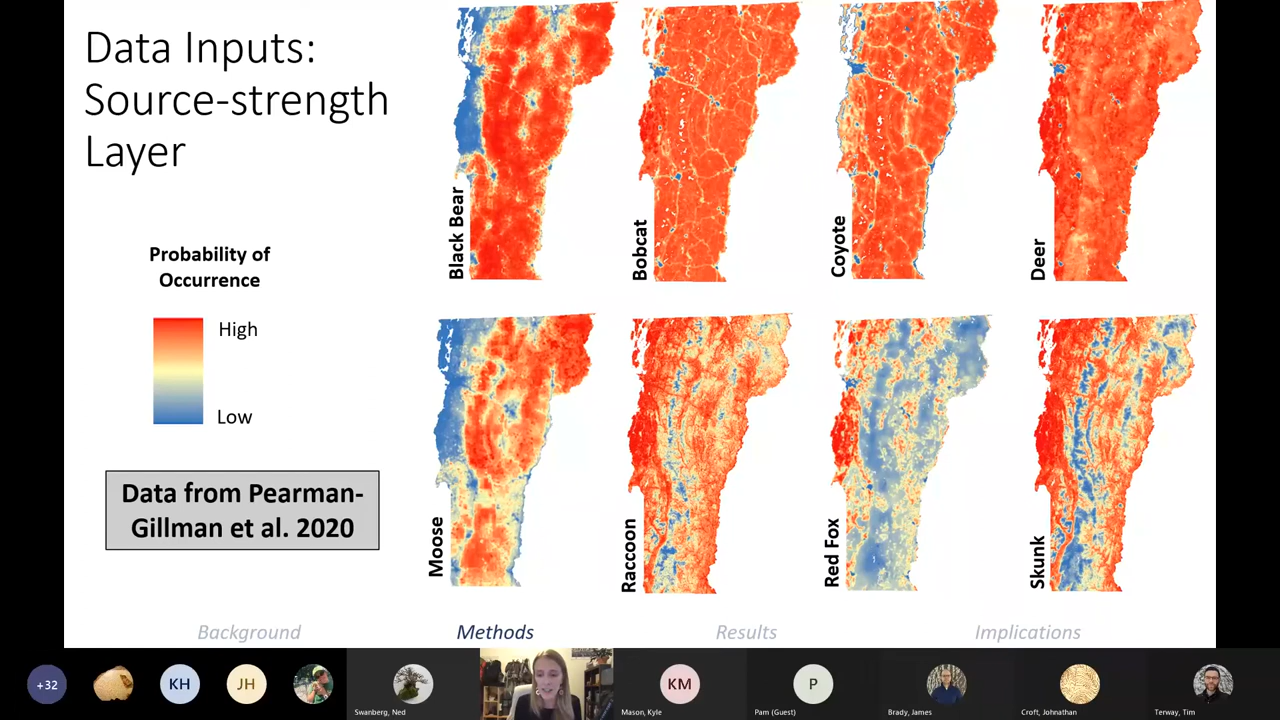 Data Inputs:
Source-strength
Layer
Probability of
Occurrence
High
Low
Data from Pearman-
Gillman et al. 2020
Black Bear
Bobcat
Coyote
Deer
Moose
Raccoon
Red Fox
Skunk
Background
Methods
Results
Implications
+32
KH
JH
Swanberg, Ned
KM
Mason, Kyle
P
Pam (Guest)
Brady, James
Croft, Johnathan
Terway, Tim